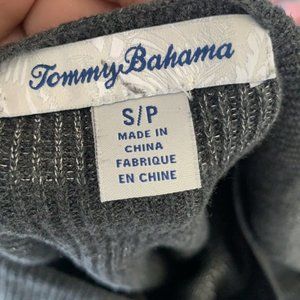 Tommy Bahama
S/P
MADE IN
CHINA
FABRIQUE
EN CHINE